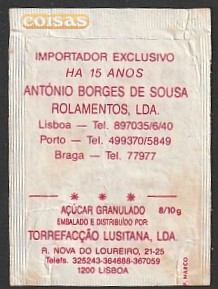 coisas
IMPORTADOR EXCLUSIVO
HA 15 ANOS
ANTÓNIO BORGES DE SOUSA
ROLAMENTOS, LDA.
Lisboa — Tel. 897035/6/40
Porto — Tel. 499370/5849
Braga — Tel. 77977
AÇÚCAR GRANULADO 8/10g
EMBALADO E DISTRIBUÍDO POR:
TORREFACÇÃO LUSITANA, LDA.
R. NOVA DO LOUREIRO, 21-25
Telefs. 325243-364688-367059
1200 LISBOA
F. MARCO